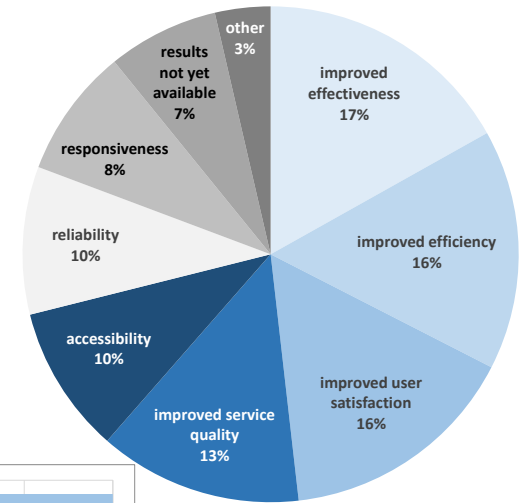 other
3%
improved
effectiveness
17%
improved efficiency
16%
improved user
satisfaction
16%
improved service
quality
13%
accessibility
10%
reliability
10%
responsiveness
8%
results
not yet
available
7%